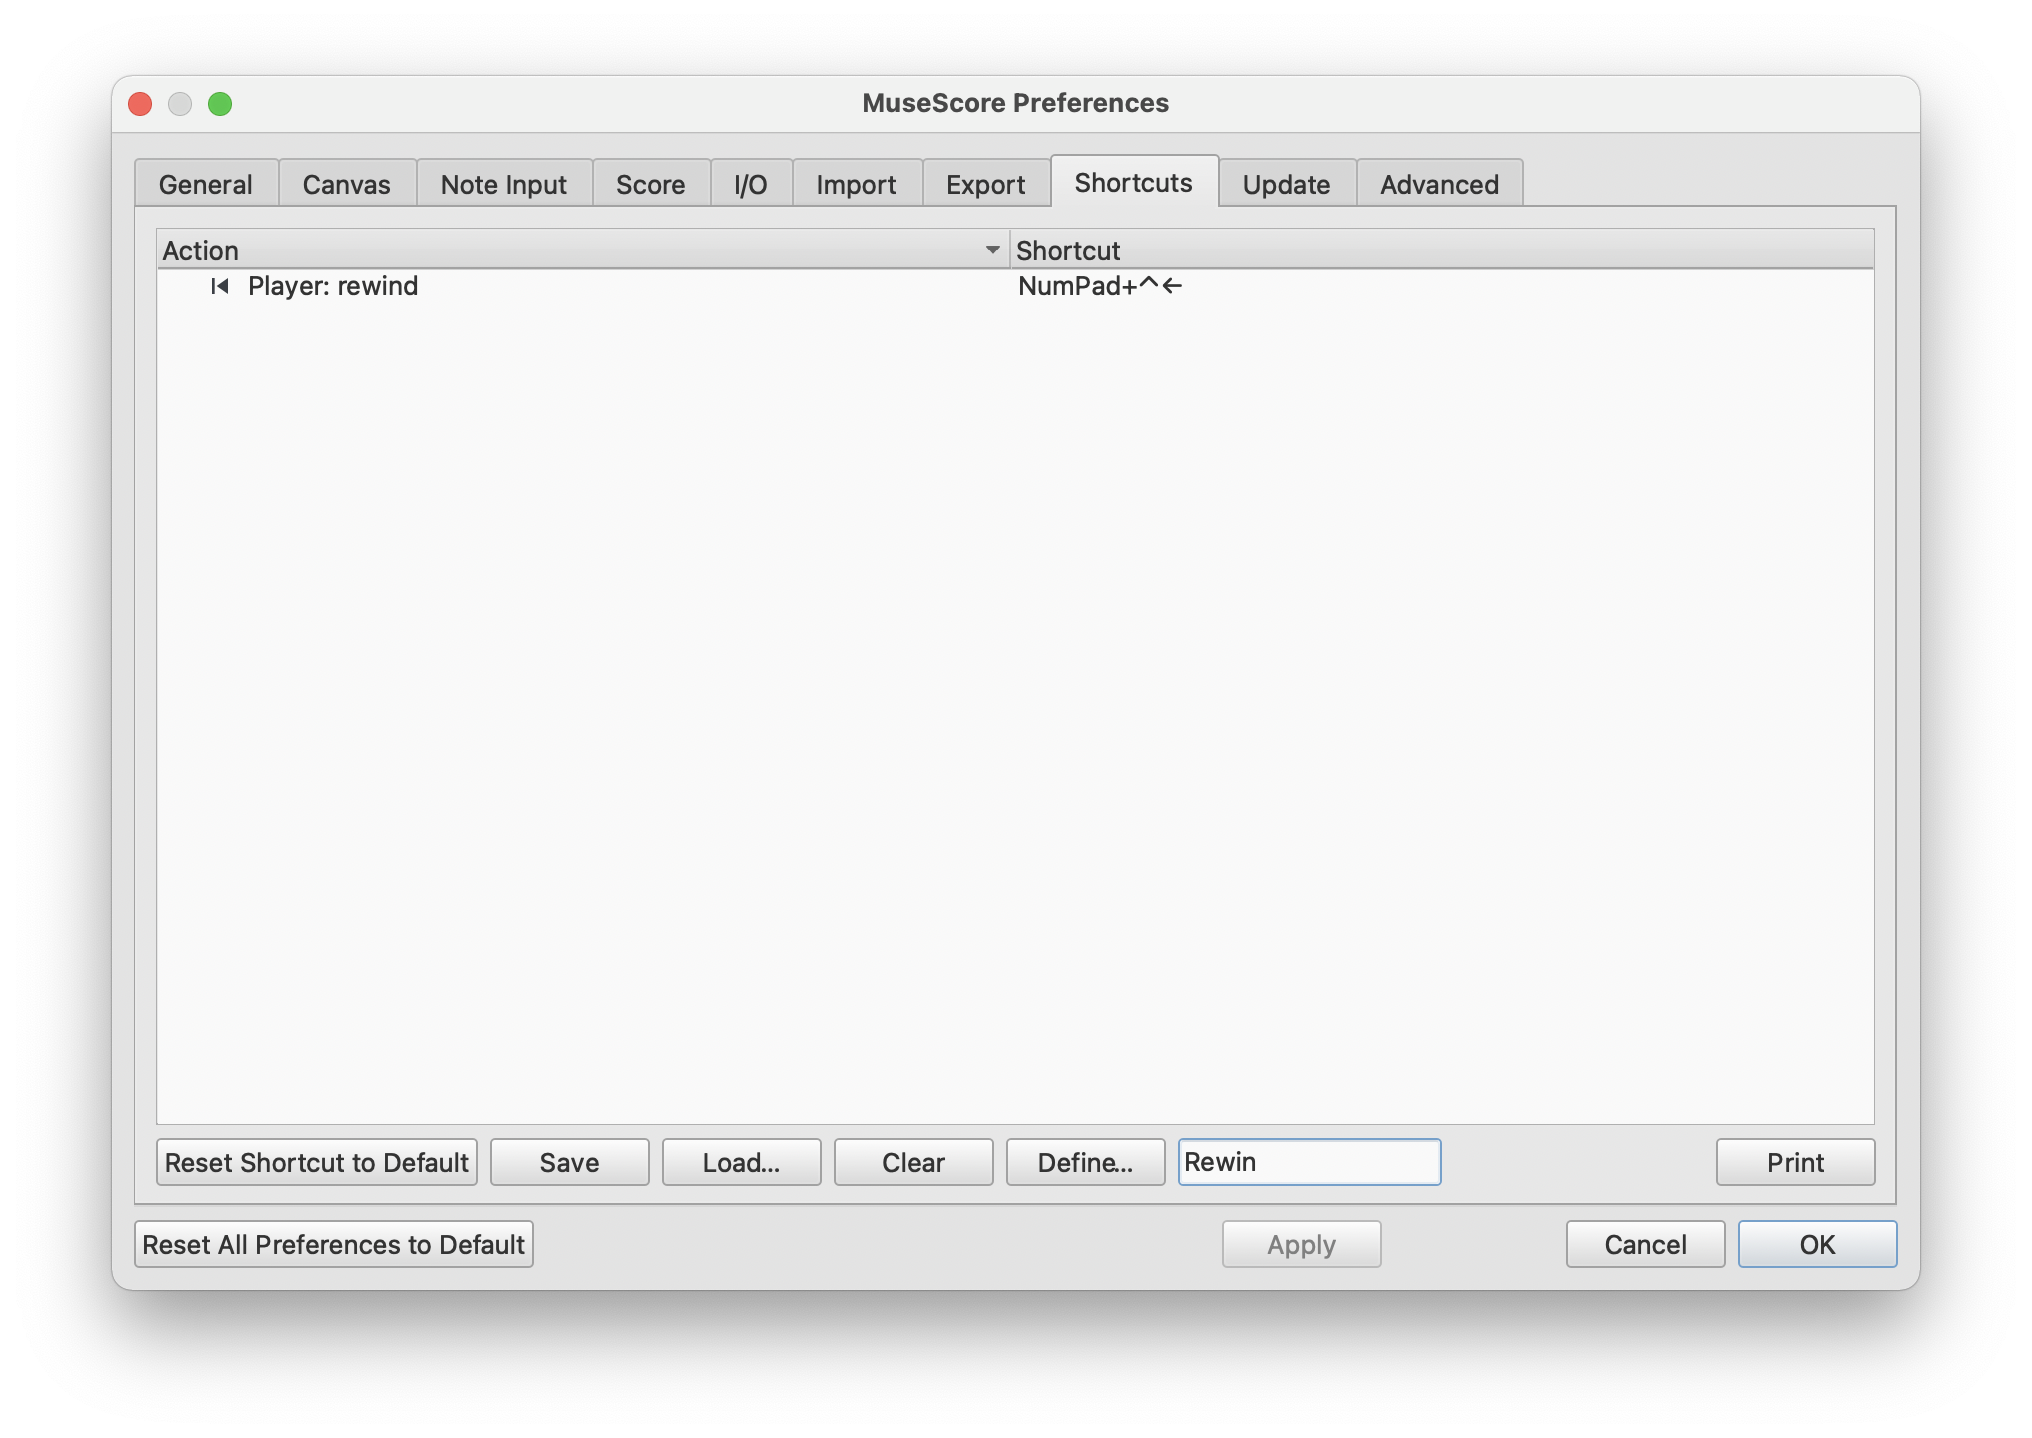 MuseScore Preferences
General Canvas Note Input Score I/O Import Export Shortcuts Update Advanced
Action Shortcut
Player: rewind NumPad+^←
Reset Shortcut to Default Save Load... Clear Define... Rewin Print
Reset All Preferences to Default Apply Cancel OK